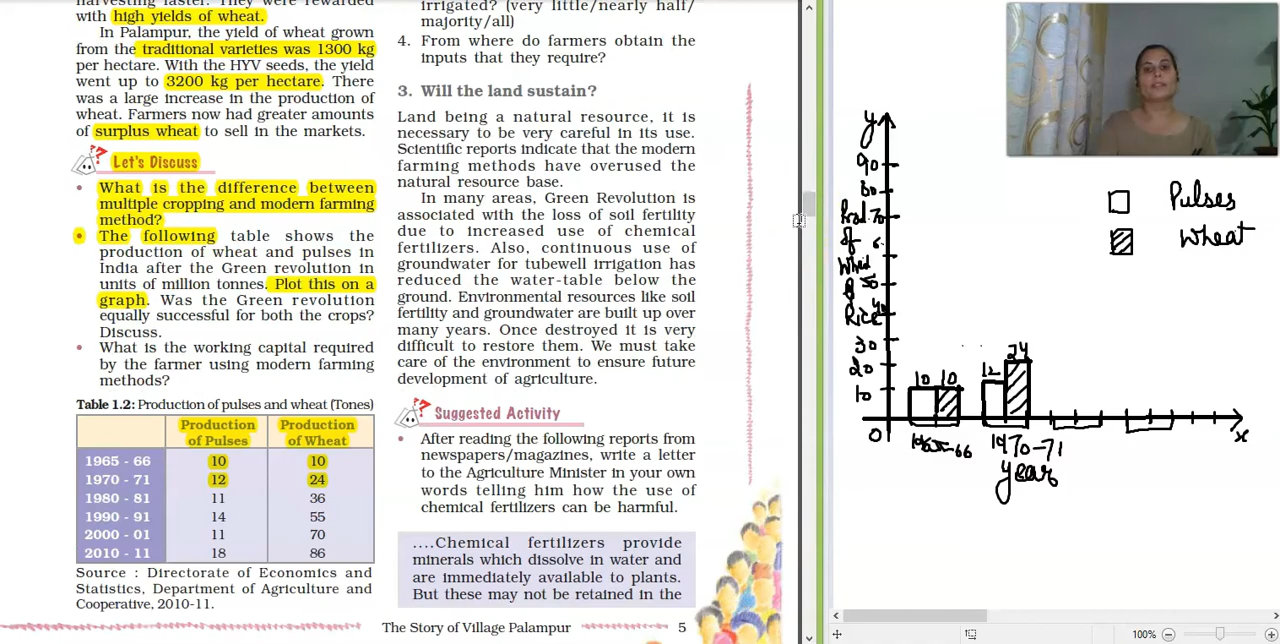 harvesting faster. They were rewarded
with high yields of wheat.
In Palampur, the yield of wheat grown
from the traditional varieties was 1300 kg
per hectare. With the HYV seeds, the yield
went up to 3200 kg per hectare. There
was a large increase in the production of
wheat. Farmers now had greater amounts
of surplus wheat to sell in the markets.
Let's Discuss
• What is the difference between
multiple cropping and modern farming
method?
• The following table shows the
production of wheat and pulses in
India after the Green revolution in
units of million tonnes. Plot this on a
graph. Was the Green revolution
equally successful for both the crops?
Discuss.
• What is the working capital required
by the farmer using modern farming
methods?
Table 1.2: Production of pulses and wheat (Tones)
Production of Pulses Production of Wheat
1965 - 66 10 10
1970 - 71 12 24
1980 - 81 11 36
1990 - 91 14 55
2000 - 01 11 70
2010 - 11 18 86
Source : Directorate of Economics and
Statistics, Department of Agriculture and
Cooperative, 2010-11.
irrigated? (very little/nearly half/
majority/all)
4. From where do farmers obtain the
inputs that they require?
3. Will the land sustain?
Land being a natural resource, it is
necessary to be very careful in its use.
Scientific reports indicate that the modern
farming methods have overused the
natural resource base.
In many areas, Green Revolution is
associated with the loss of soil fertility
due to increased use of chemical
fertilizers. Also, continuous use of
groundwater for tubewell irrigation has
reduced the water-table below the
ground. Environmental resources like soil
fertility and groundwater are built up over
many years. Once destroyed it is very
difficult to restore them. We must take
care of the environment to ensure future
development of agriculture.
Suggested Activity
• After reading the following reports from
newspapers/magazines, write a letter
to the Agriculture Minister in your own
words telling him how the use of
chemical fertilizers can be harmful.
....Chemical fertilizers provide
minerals which dissolve in water and
are immediately available to plants.
But these may not be retained in the
The Story of Village Palampur 5
y
90
80
Prod. 70
of
50
40
Rice
30
20
10
0
10 10
12 24
1965-66
1970-71
x
year
Pulses
Wheat
100%